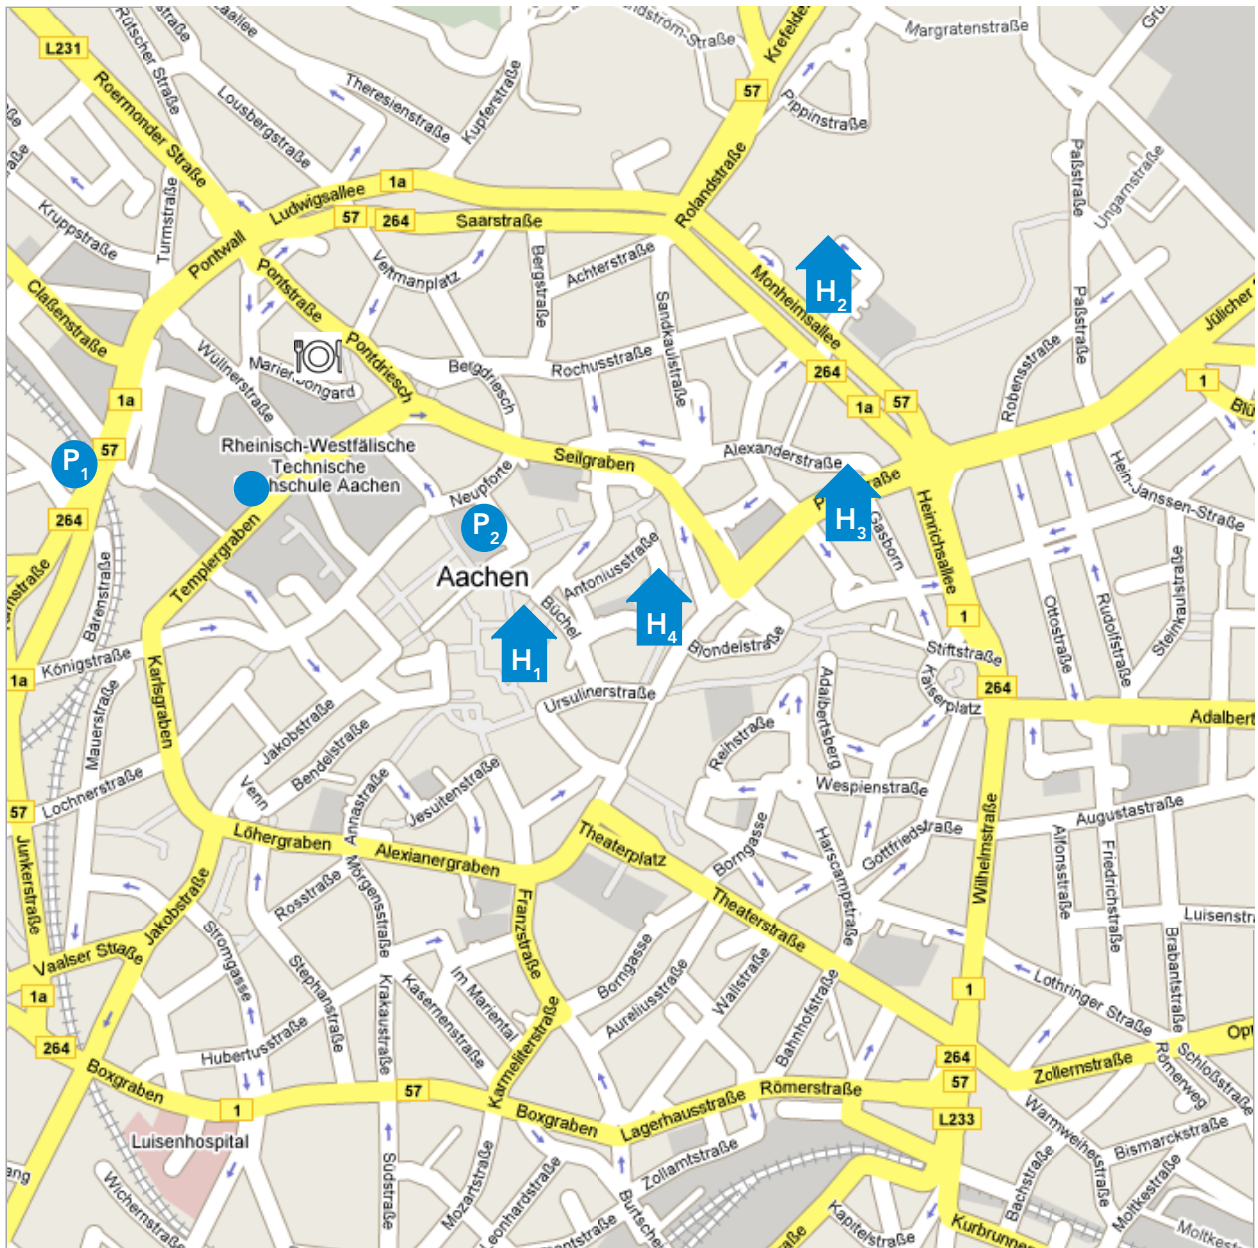 L231
Rütscher Straße
Roermonder Straße
Lousbergstraße
Theresienstraße
Kupferstraße
Krefelder
57
Pippinstraße
Margratenstraße
Paßstraße
Ungarnstraße
Kruppstraße
Turmstraße
Ludwigsallee
1a
57
264
Saarstraße
Rolandstraße
Pontwall
Pontstraße
Veltmanplatz
Bergstraße
Achterstraße
Sandkaulstraße
Monheimsallee
H2
Paßstraße
Jülicher
Claßenstraße
Wüllnerstraße
Pontdriesch
Bergdriesch
Rochusstraße
264
1a
57
Robensstraße
1
1a
57
P1
Rheinisch-Westfälische
Technische
hschule Aachen
Seilgraben
Alexanderstraße
Hein-Janssen-Straße
Neupforte
P2
H3
Gasborn
Heinrichsallee
264
Templergraben
Bärenstraße
Aachen
Antoniusstraße
Büchel
H1
H4
Blondelstraße
1
Stiftstraße
Ottostraße
Rudolfstraße
Steinkaulstraße
Königstraße
1a
Karlsgraben
Mauerstraße
Ursulinerstraße
Kaiserplatz
264
Adalbert
Adalbertsberg
Reihstraße
Jakobstraße
Bendelstraße
Venn
Lochnerstraße
57
Annastraße
Jesuitenstraße
Wespienstraße
Wilhelmstraße
Augustastraße
Junkerstraße
Löhergraben
Alexianergraben
Theaterplatz
Borngasse
Harscampstraße
Gottfriedstraße
Alfonsstraße
Friedrichstraße
Luisenstr
Jakobstraße
Rosstraße
Mörgensstraße
Franzstraße
Theaterstraße
Vaalser Straße
Stromgasse
Stephanstraße
Krakaustraße
Kasernenstraße
Im Mariental
Borngasse
Aureliusstraße
Wallstraße
Bahnhofstraße
1
Lothringer Straße
Brabantstraße
1a
264
Hubertusstraße
Karmeliterstraße
264
57
Zollernstraße
Römerweg
Schloßstraße
Boxgraben
1
57
Boxgraben
Lagerhausstraße
Römerstraße
L233
Warmweiherstraße
Bismarckstraße
Luisenhospital
Wichernstraße
Südstraße
Mozartstraße
Leonhardstraße
Zollamtstraße
Burtschei
Kapitelstraße
Bachstraße
Moltkestraße
Kurbrunnen